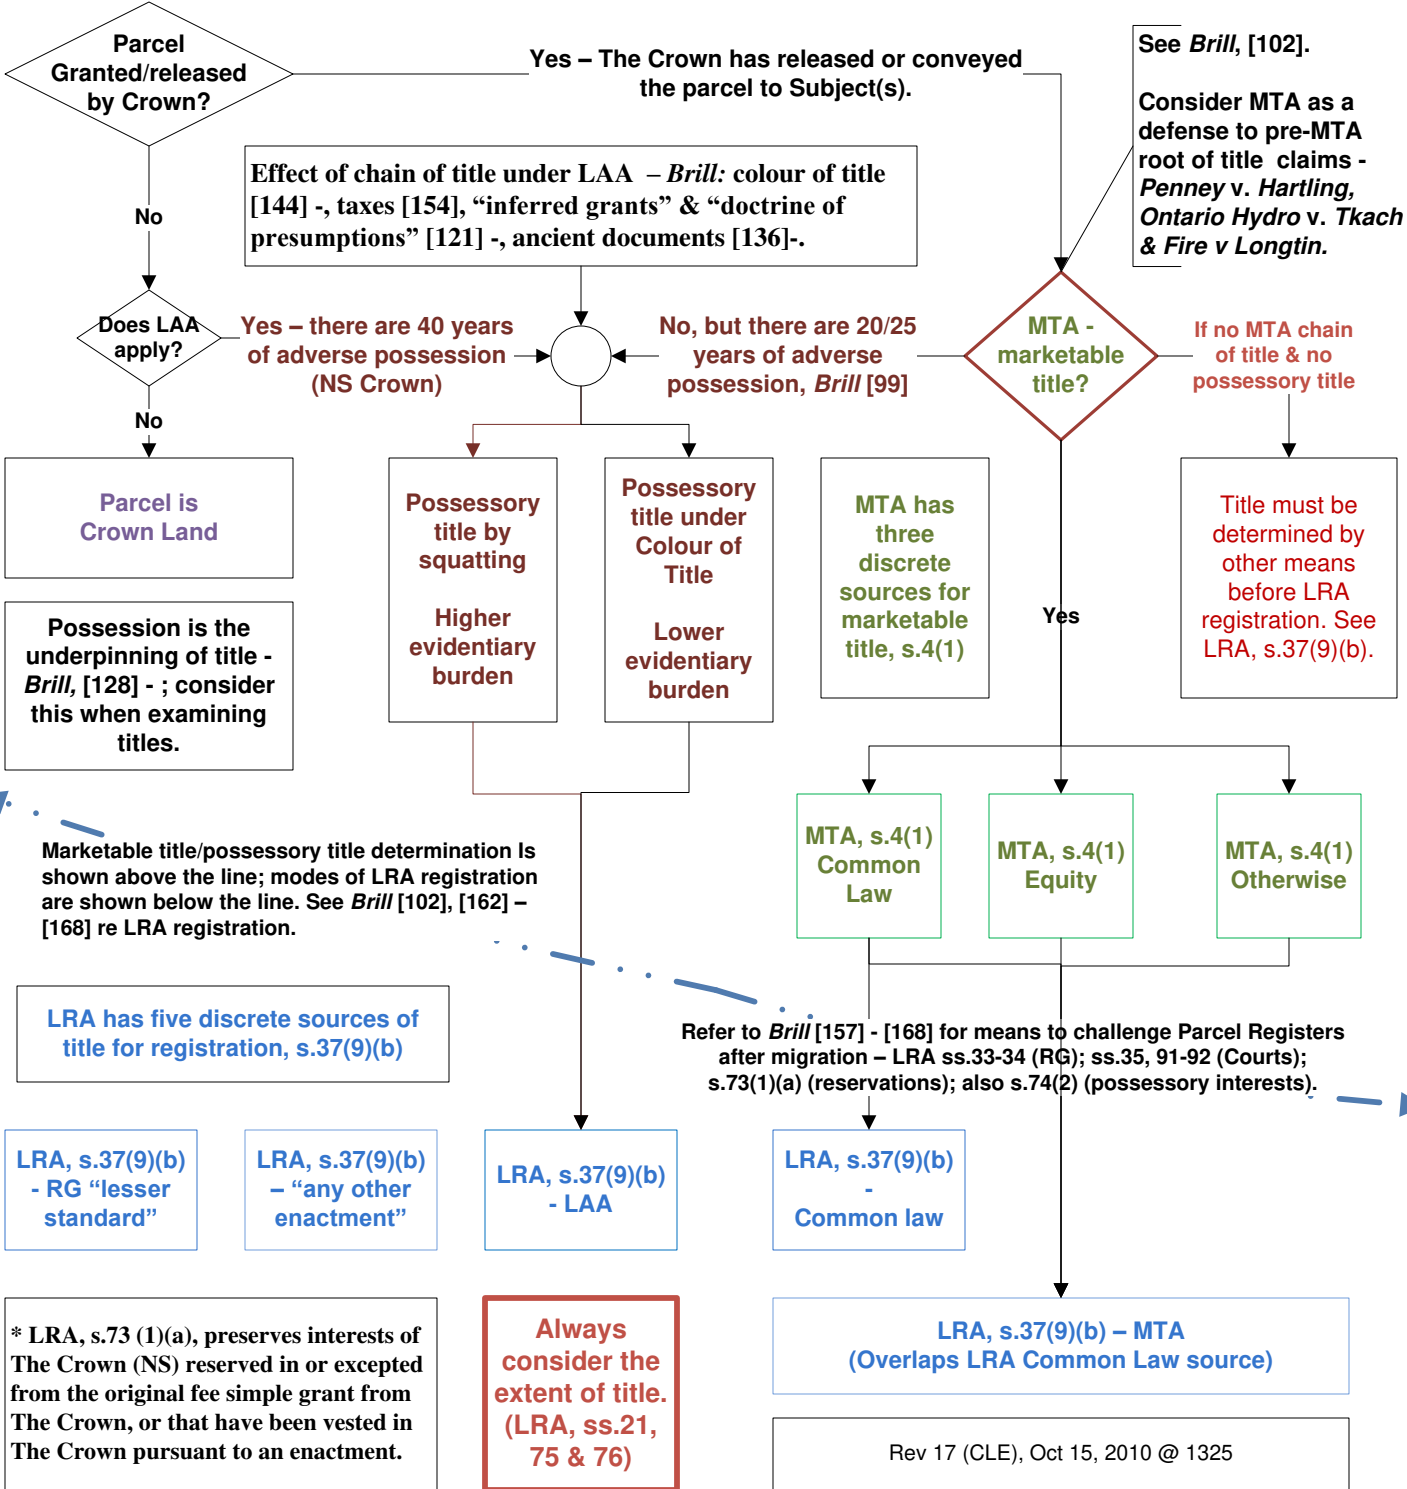 Parcel
Granted/released
by Crown?
Yes – The Crown has released or conveyed
the parcel to Subject(s).
See Brill, [102].
Consider MTA as a
defense to pre-MTA
root of title claims -
Penney v. Hartling,
Ontario Hydro v. Tkach
& Fire v Longtin.
No
Effect of chain of title under LAA – Brill: colour of title
[144] -, taxes [154], “inferred grants” & “doctrine of
presumptions” [121] -, ancient documents [136]-.
Does LAA
apply?
Yes – there are 40 years
of adverse possession
(NS Crown)
No, but there are 20/25
years of adverse
possession, Brill [99]
MTA -
marketable
title?
If no MTA chain
of title & no
possessory title
No
Parcel is
Crown Land
Possessory
title by
squatting
Higher
evidentiary
burden
Possessory
title under
Colour of
Title
Lower
evidentiary
burden
MTA has
three
discrete
sources for
marketable
title, s.4(1)
Yes
Title must be
determined by
other means
before LRA
registration. See
LRA, s.37(9)(b).
Possession is the
underpinning of title -
Brill, [128] - ; consider
this when examining
titles.
Marketable title/possessory title determination Is
shown above the line; modes of LRA registration
are shown below the line. See Brill [102], [162] –
[168] re LRA registration.
MTA, s.4(1)
Common
Law
MTA, s.4(1)
Equity
MTA, s.4(1)
Otherwise
LRA has five discrete sources of
title for registration, s.37(9)(b)
Refer to Brill [157] - [168] for means to challenge Parcel Registers
after migration – LRA ss.33-34 (RG); ss.35, 91-92 (Courts);
s.73(1)(a) (reservations); also s.74(2) (possessory interests).
LRA, s.37(9)(b)
- RG “lesser
standard”
LRA, s.37(9)(b)
– “any other
enactment”
LRA, s.37(9)(b)
- LAA
LRA, s.37(9)(b)
-
Common law
* LRA, s.73 (1)(a), preserves interests of
The Crown (NS) reserved in or excepted
from the original fee simple grant from
The Crown, or that have been vested in
The Crown pursuant to an enactment.
Always
consider the
extent of title.
(LRA, ss.21,
75 & 76)
LRA, s.37(9)(b) – MTA
(Overlaps LRA Common Law source)
Rev 17 (CLE), Oct 15, 2010 @ 1325